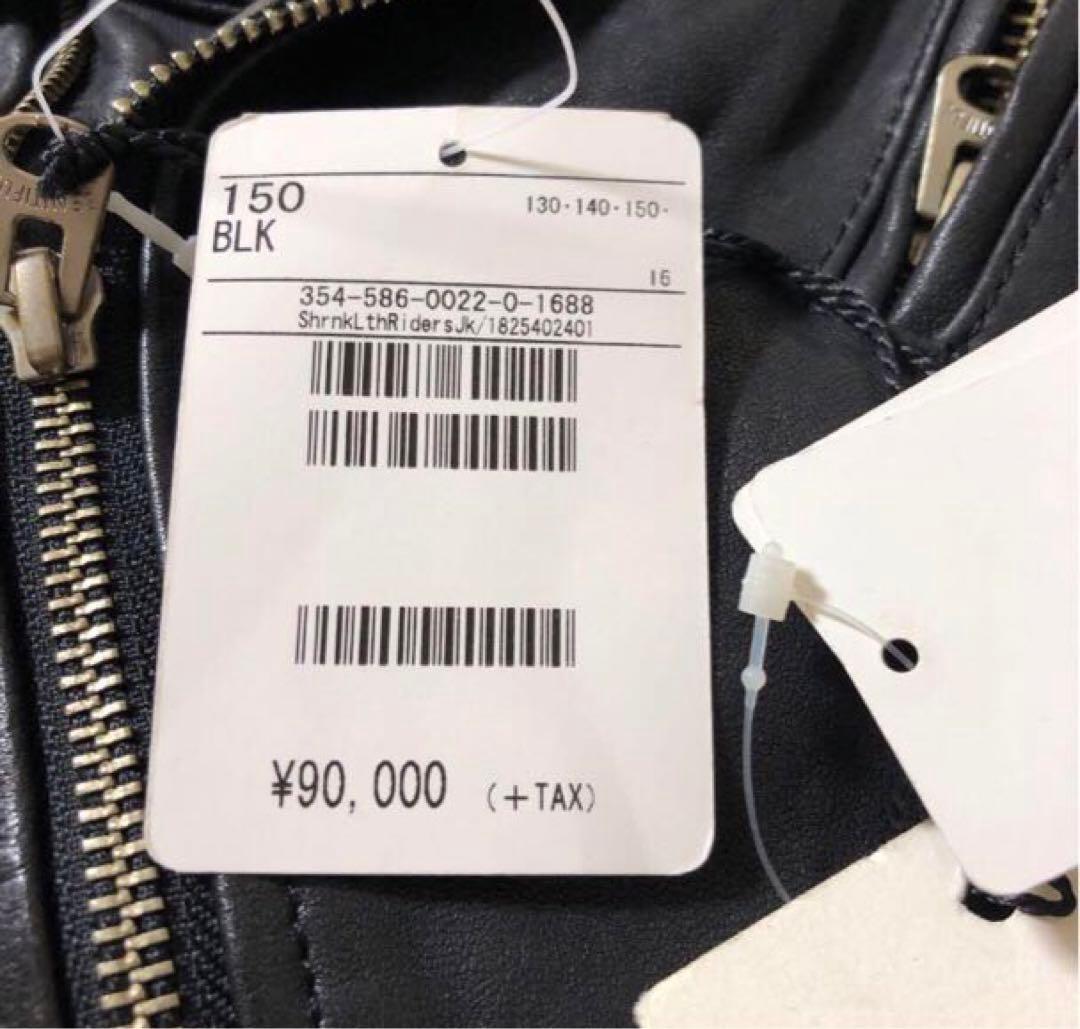 150
130·140·150·
BLK
16
354-586-0022-0-1688
ShrnkLthRidersJk/1825402401
¥90,000 (+TAX)